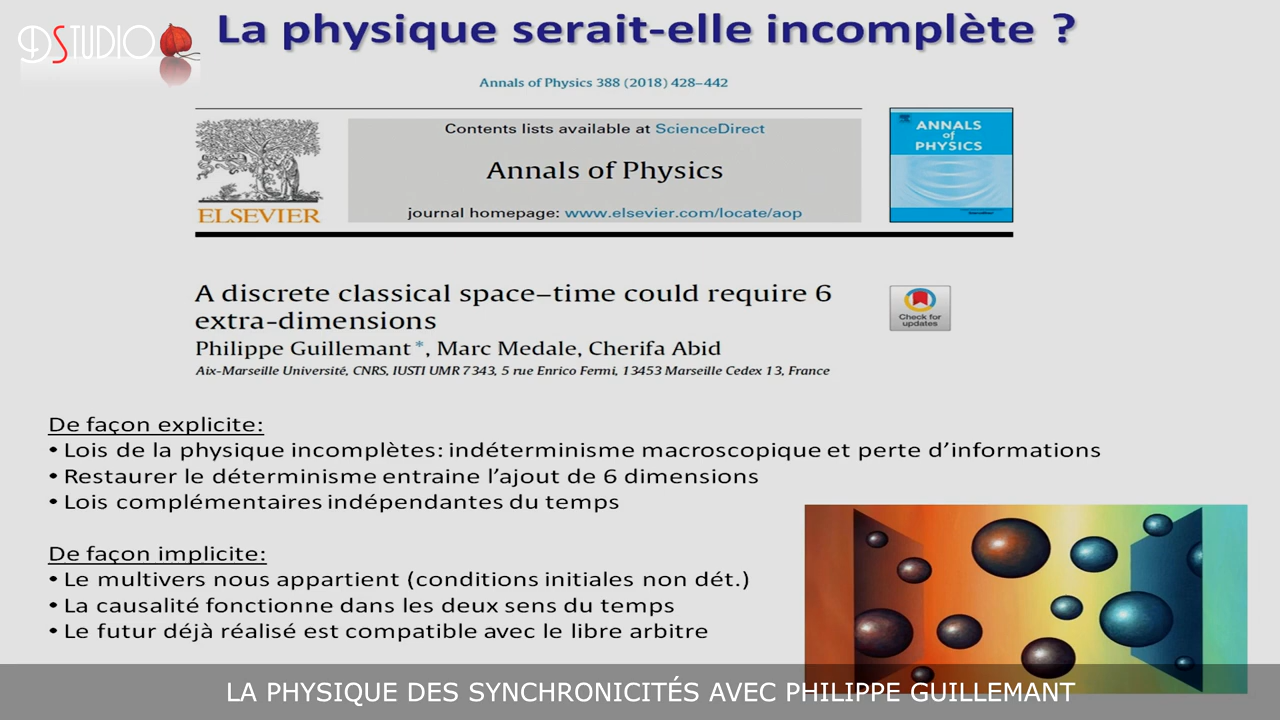 DSTUDIO
La physique serait-elle incomplète ?
Annals of Physics 388 (2018) 428–442
Contents lists available at ScienceDirect
Annals of Physics
journal homepage: www.elsevier.com/locate/aop
ELSEVIER
ANNALS
of
PHYSICS
A discrete classical space–time could require 6
extra-dimensions
Check for
updates
Philippe Guillemant *, Marc Medale, Cherifa Abid
Aix-Marseille Université, CNRS, IUSTI UMR 7343, 5 rue Enrico Fermi, 13453 Marseille Cedex 13, France
De façon explicite:
• Lois de la physique incomplètes: indéterminisme macroscopique et perte d’informations
• Restaurer le déterminisme entraine l’ajout de 6 dimensions
• Lois complémentaires indépendantes du temps
De façon implicite:
• Le multivers nous appartient (conditions initiales non dét.)
• La causalité fonctionne dans les deux sens du temps
• Le futur déjà réalisé est compatible avec le libre arbitre
LA PHYSIQUE DES SYNCHRONICITÉS AVEC PHILIPPE GUILLEMANT